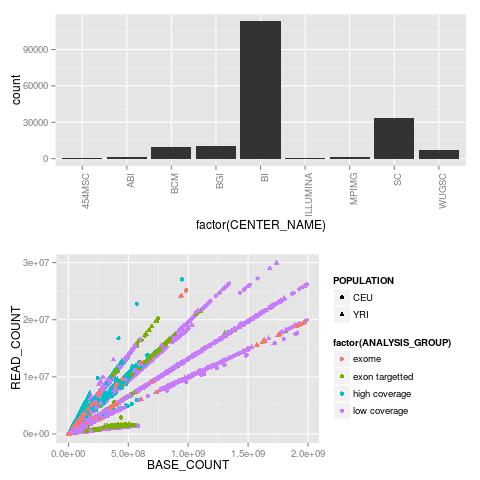 90000
60000
30000
0
count
454MSC
ABI
BCM
BGI
BI
ILLUMINA
MPIMG
SC
WUGSC
factor(CENTER_NAME)
3e+07
2e+07
1e+07
0e+00
READ_COUNT
0.0e+00 5.0e+08 1.0e+09 1.5e+09 2.0e+09
BASE_COUNT
POPULATION
CEU
YRI
factor(ANALYSIS_GROUP)
exome
exon targetted
high coverage
low coverage